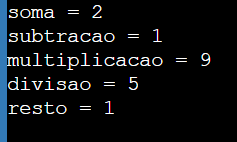 soma = 2
subtracao = 1
multiplicacao = 9
divisao = 5
resto = 1